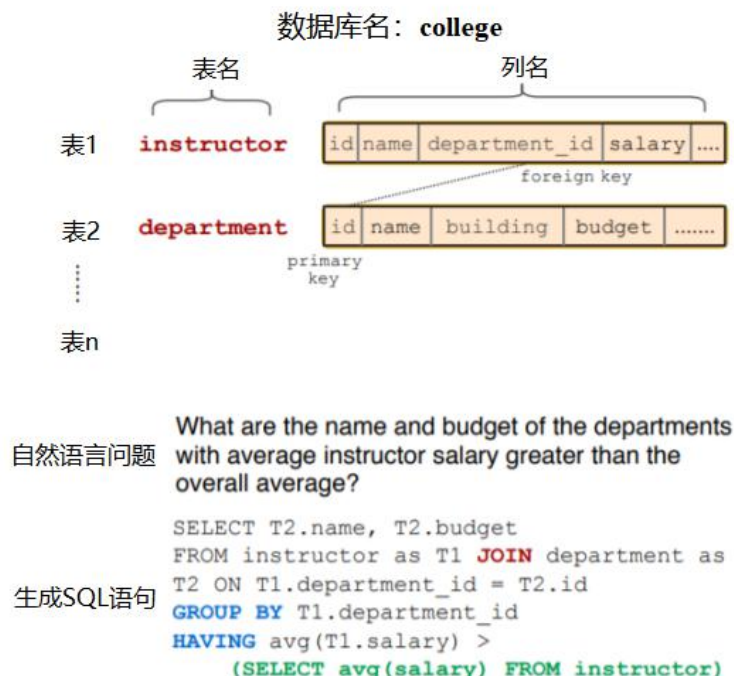 数据库名：college
表名 列名
表1 instructor id name department_id salary ....
foreign key
表2 department id name building budget .......
primary
key
表n
自然语言问题
What are the name and budget of the departments
with average instructor salary greater than the
overall average?
生成SQL语句
SELECT T2.name, T2.budget
FROM instructor as T1 JOIN department as
T2 ON T1.department_id = T2.id
GROUP BY T1.department_id
HAVING avg(T1.salary) >
(SELECT avg(salary) FROM instructor)